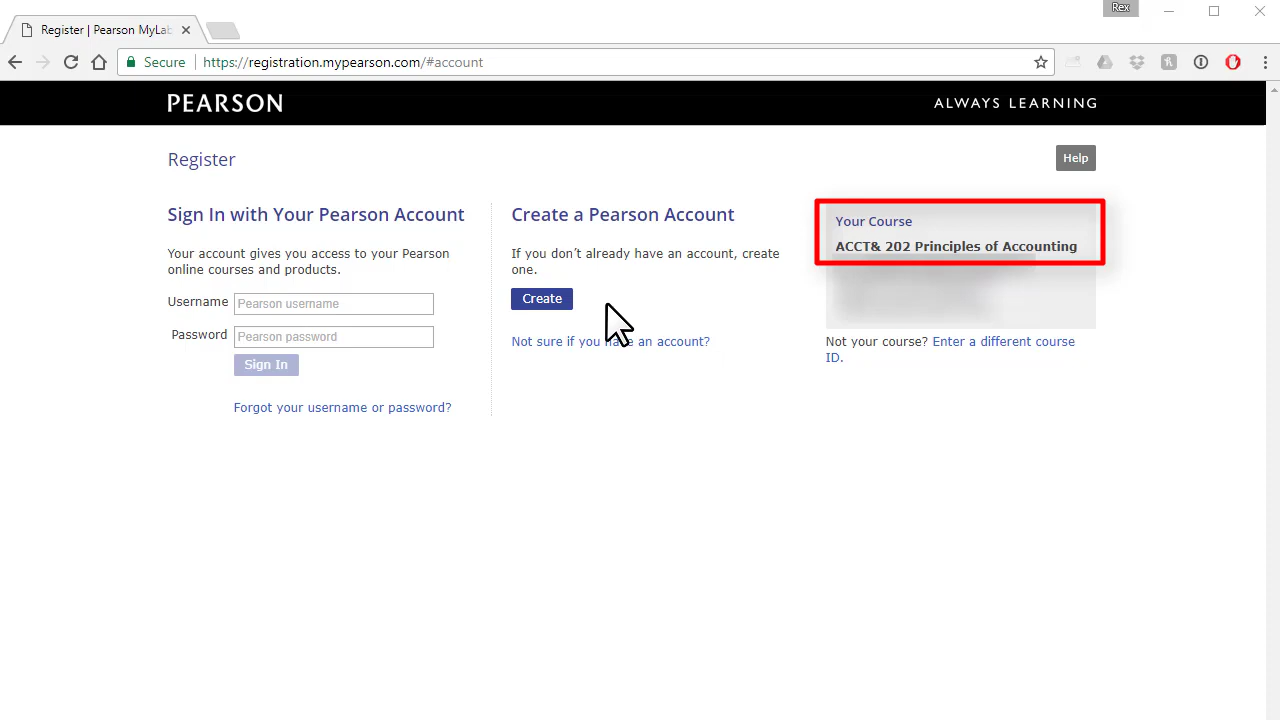 Rex
Register | Pearson MyLab
Secure
https://registration.mypearson.com/#account
PEARSON
ALWAYS LEARNING
Register
Help
Sign In with Your Pearson Account
Your account gives you access to your Pearson
online courses and products.
Username
Pearson username
Password
Pearson password
Sign In
Forgot your username or password?
Create a Pearson Account
If you don't already have an account, create
one.
Create
Not sure if you have an account?
Your Course
ACCT& 202 Principles of Accounting
Not your course? Enter a different course
ID.